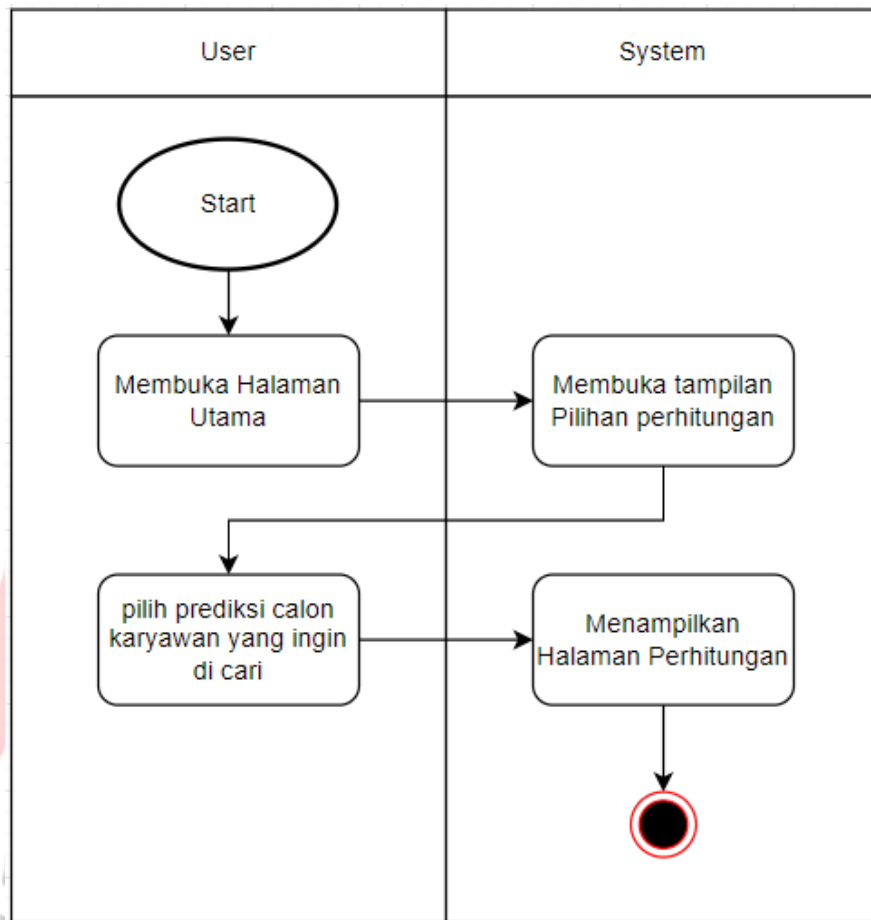 User
System
Start
Membuka Halaman
Utama
Membuka tampilan
Pilihan perhitungan
pilih prediksi calon
karyawan yang ingin
di cari
Menampilkan
Halaman Perhitungan